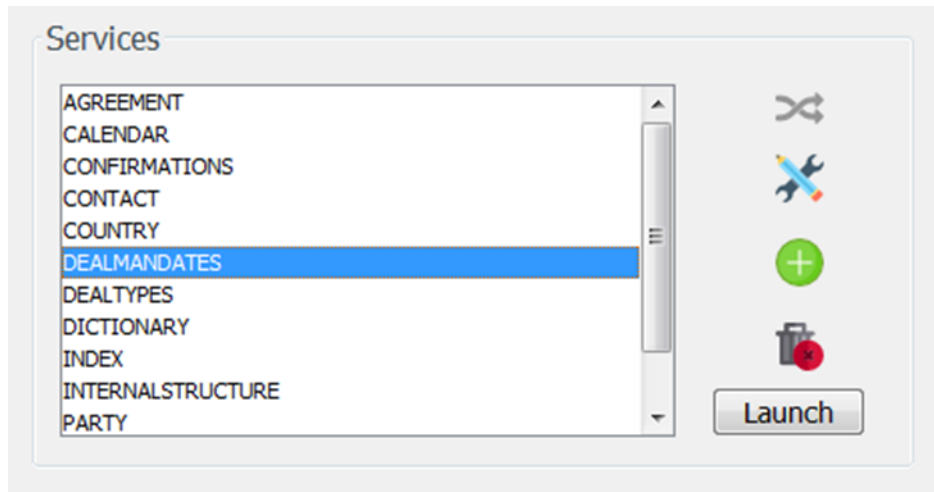 Services
AGREEMENT
CALENDAR
CONFIRMATIONS
CONTACT
COUNTRY
DEALMANDATES
DEALTYPES
DICTIONARY
INDEX
INTERNALSTRUCTURE
PARTY
Launch